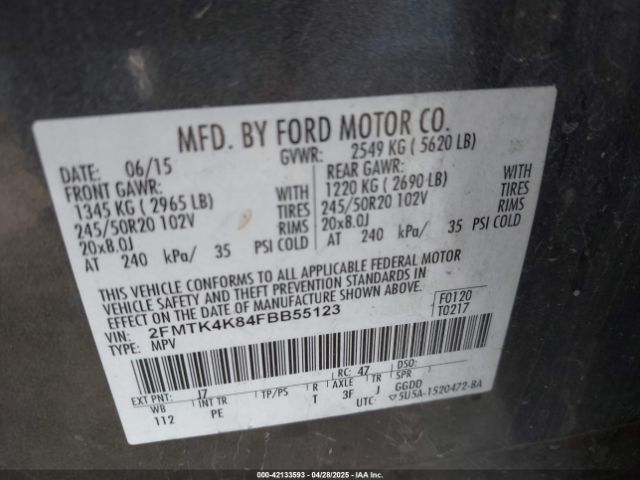 MFD. BY FORD MOTOR CO.
DATE: 06/15 GVWR: 2549 KG ( 5620 LB)
FRONT GAWR: REAR GAWR:
1345 KG ( 2965 LB) WITH 1220 KG ( 2690 LB) WITH
245/50R20 102V TIRES 245/50R20 102V TIRES
20x8.0J RIMS 20x8.0J RIMS
AT 240 kPa/ 35 PSI COLD AT 240 kPa/ 35 PSI COLD
THIS VEHICLE CONFORMS TO ALL APPLICABLE FEDERAL MOTOR
VEHICLE SAFETY AND THEFT PREVENTION STANDARDS IN
EFFECT ON THE DATE OF MANUFACTURE SHOWN ABOVE.
VIN: 2FMTK4K84FBB55123 F0120
TYPE: MPV T0217
EXT PNT: J7 RC: 47 DSO:
WB INT TR TP/PS R AXLE TR SPR
112 PE T 3F J GGDD
UTC: 5U5A-1520472-BA
000-42133593 - 04/28/2025 - IAA Inc.